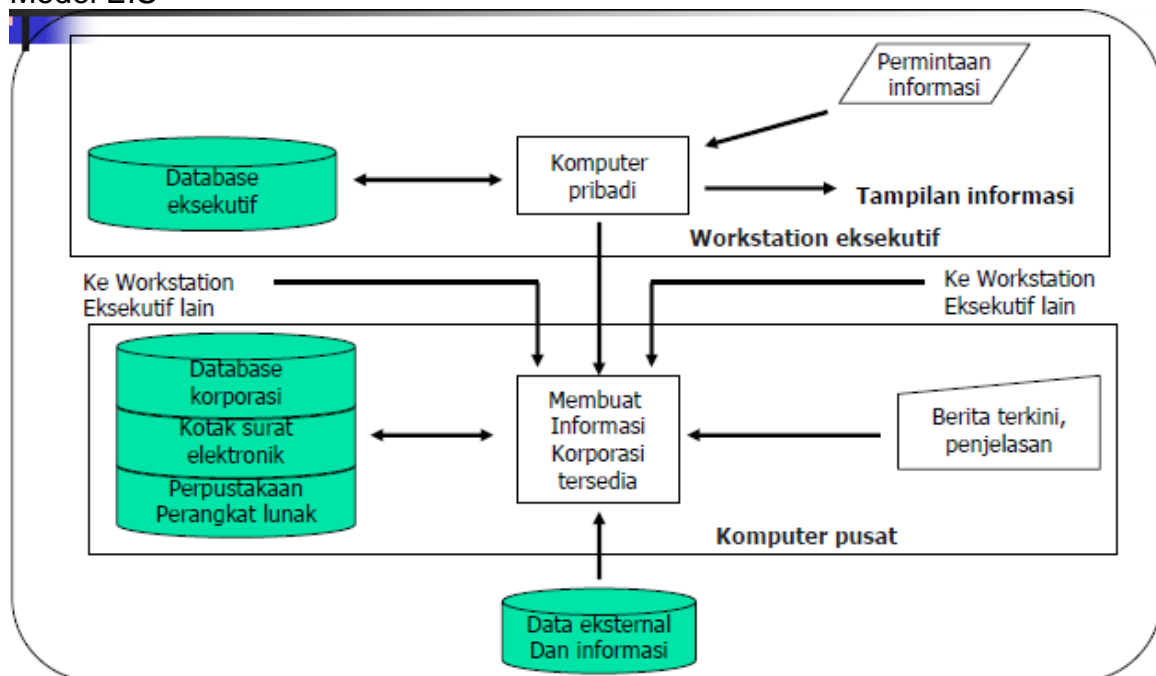 Model EIS
Permintaan
informasi
Database
eksekutif
Komputer
pribadi
Tampilan informasi
Workstation eksekutif
Ke Workstation
Eksekutif lain
Ke Workstation
Eksekutif lain
Database
korporasi
Kotak surat
elektronik
Perpustakaan
Perangkat lunak
Membuat
Informasi
Korporasi
tersedia
Berita terkini,
penjelasan
Komputer pusat
Data eksternal
Dan informasi